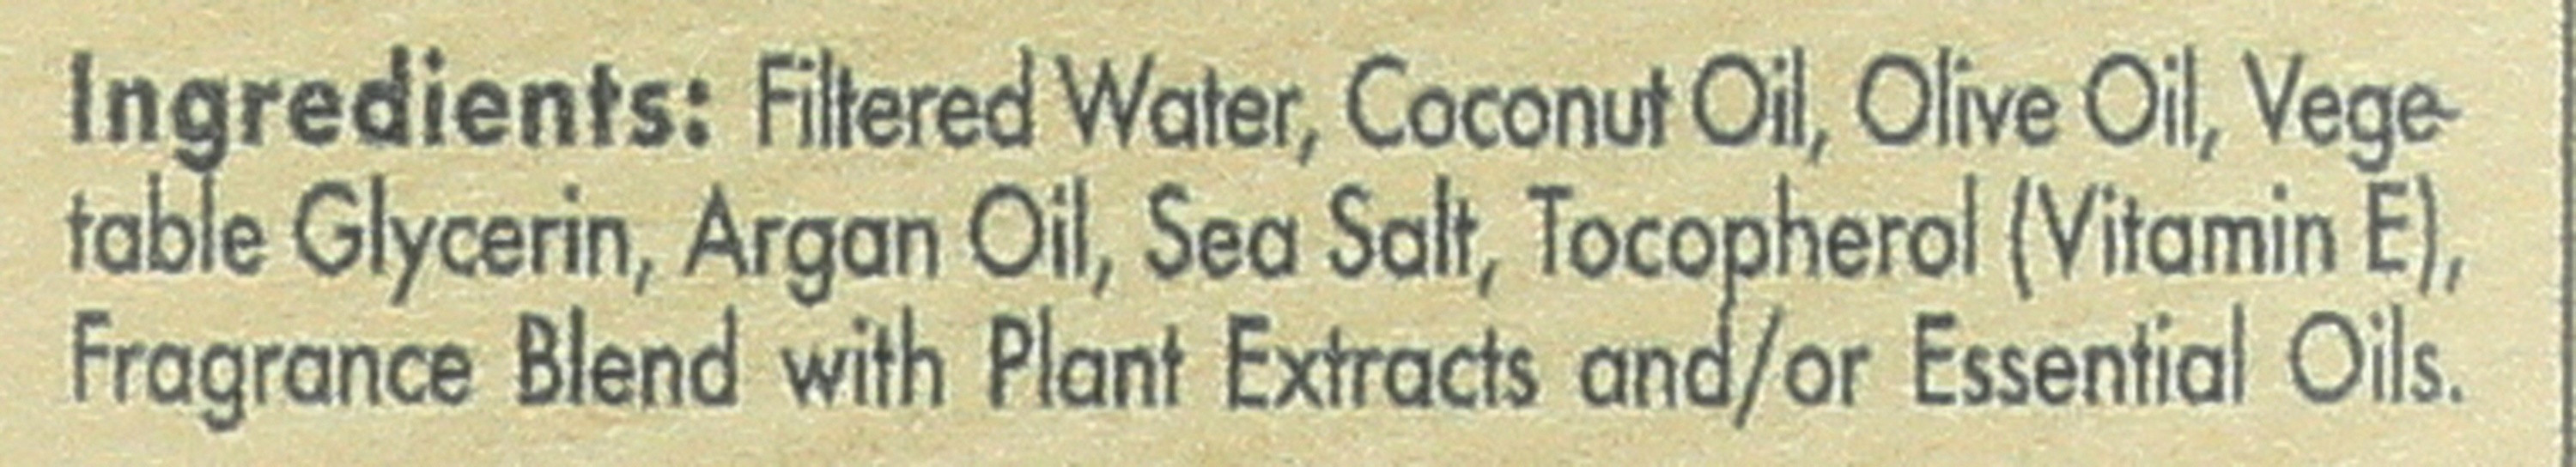 Ingredients: Filtered Water, Coconut Oil, Olive Oil, Vege-
table Glycerin, Argan Oil, Sea Salt, Tocopherol (Vitamin E),
Fragrance Blend with Plant Extracts and/or Essential Oils.